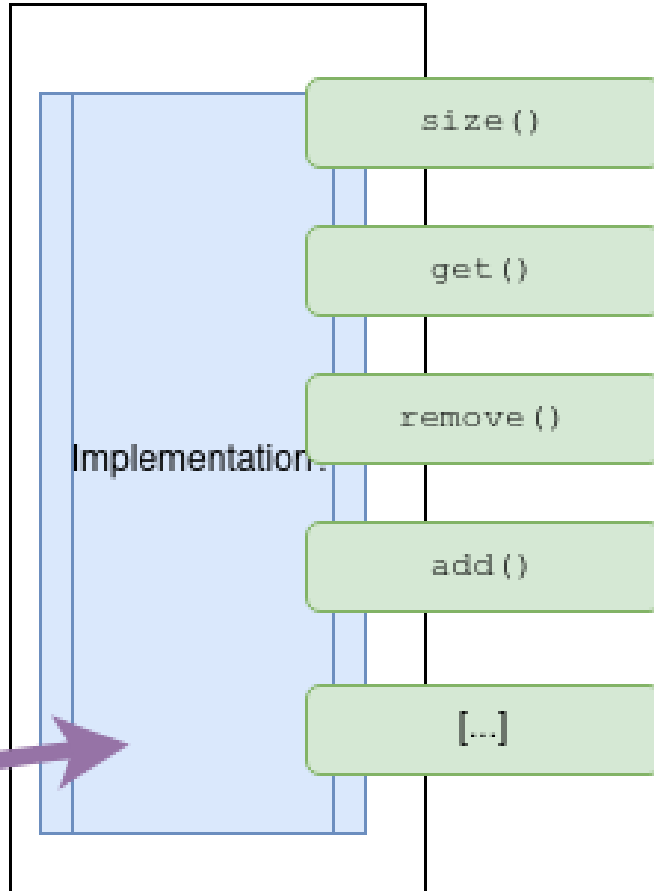 size()
get()
remove()
Implementation
add()
[...]